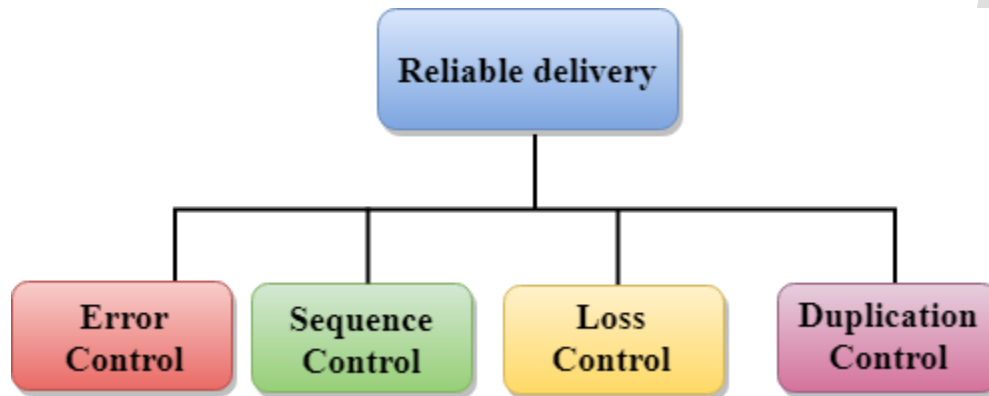 Reliable delivery
Error
Control
Sequence
Control
Loss
Control
Duplication
Control